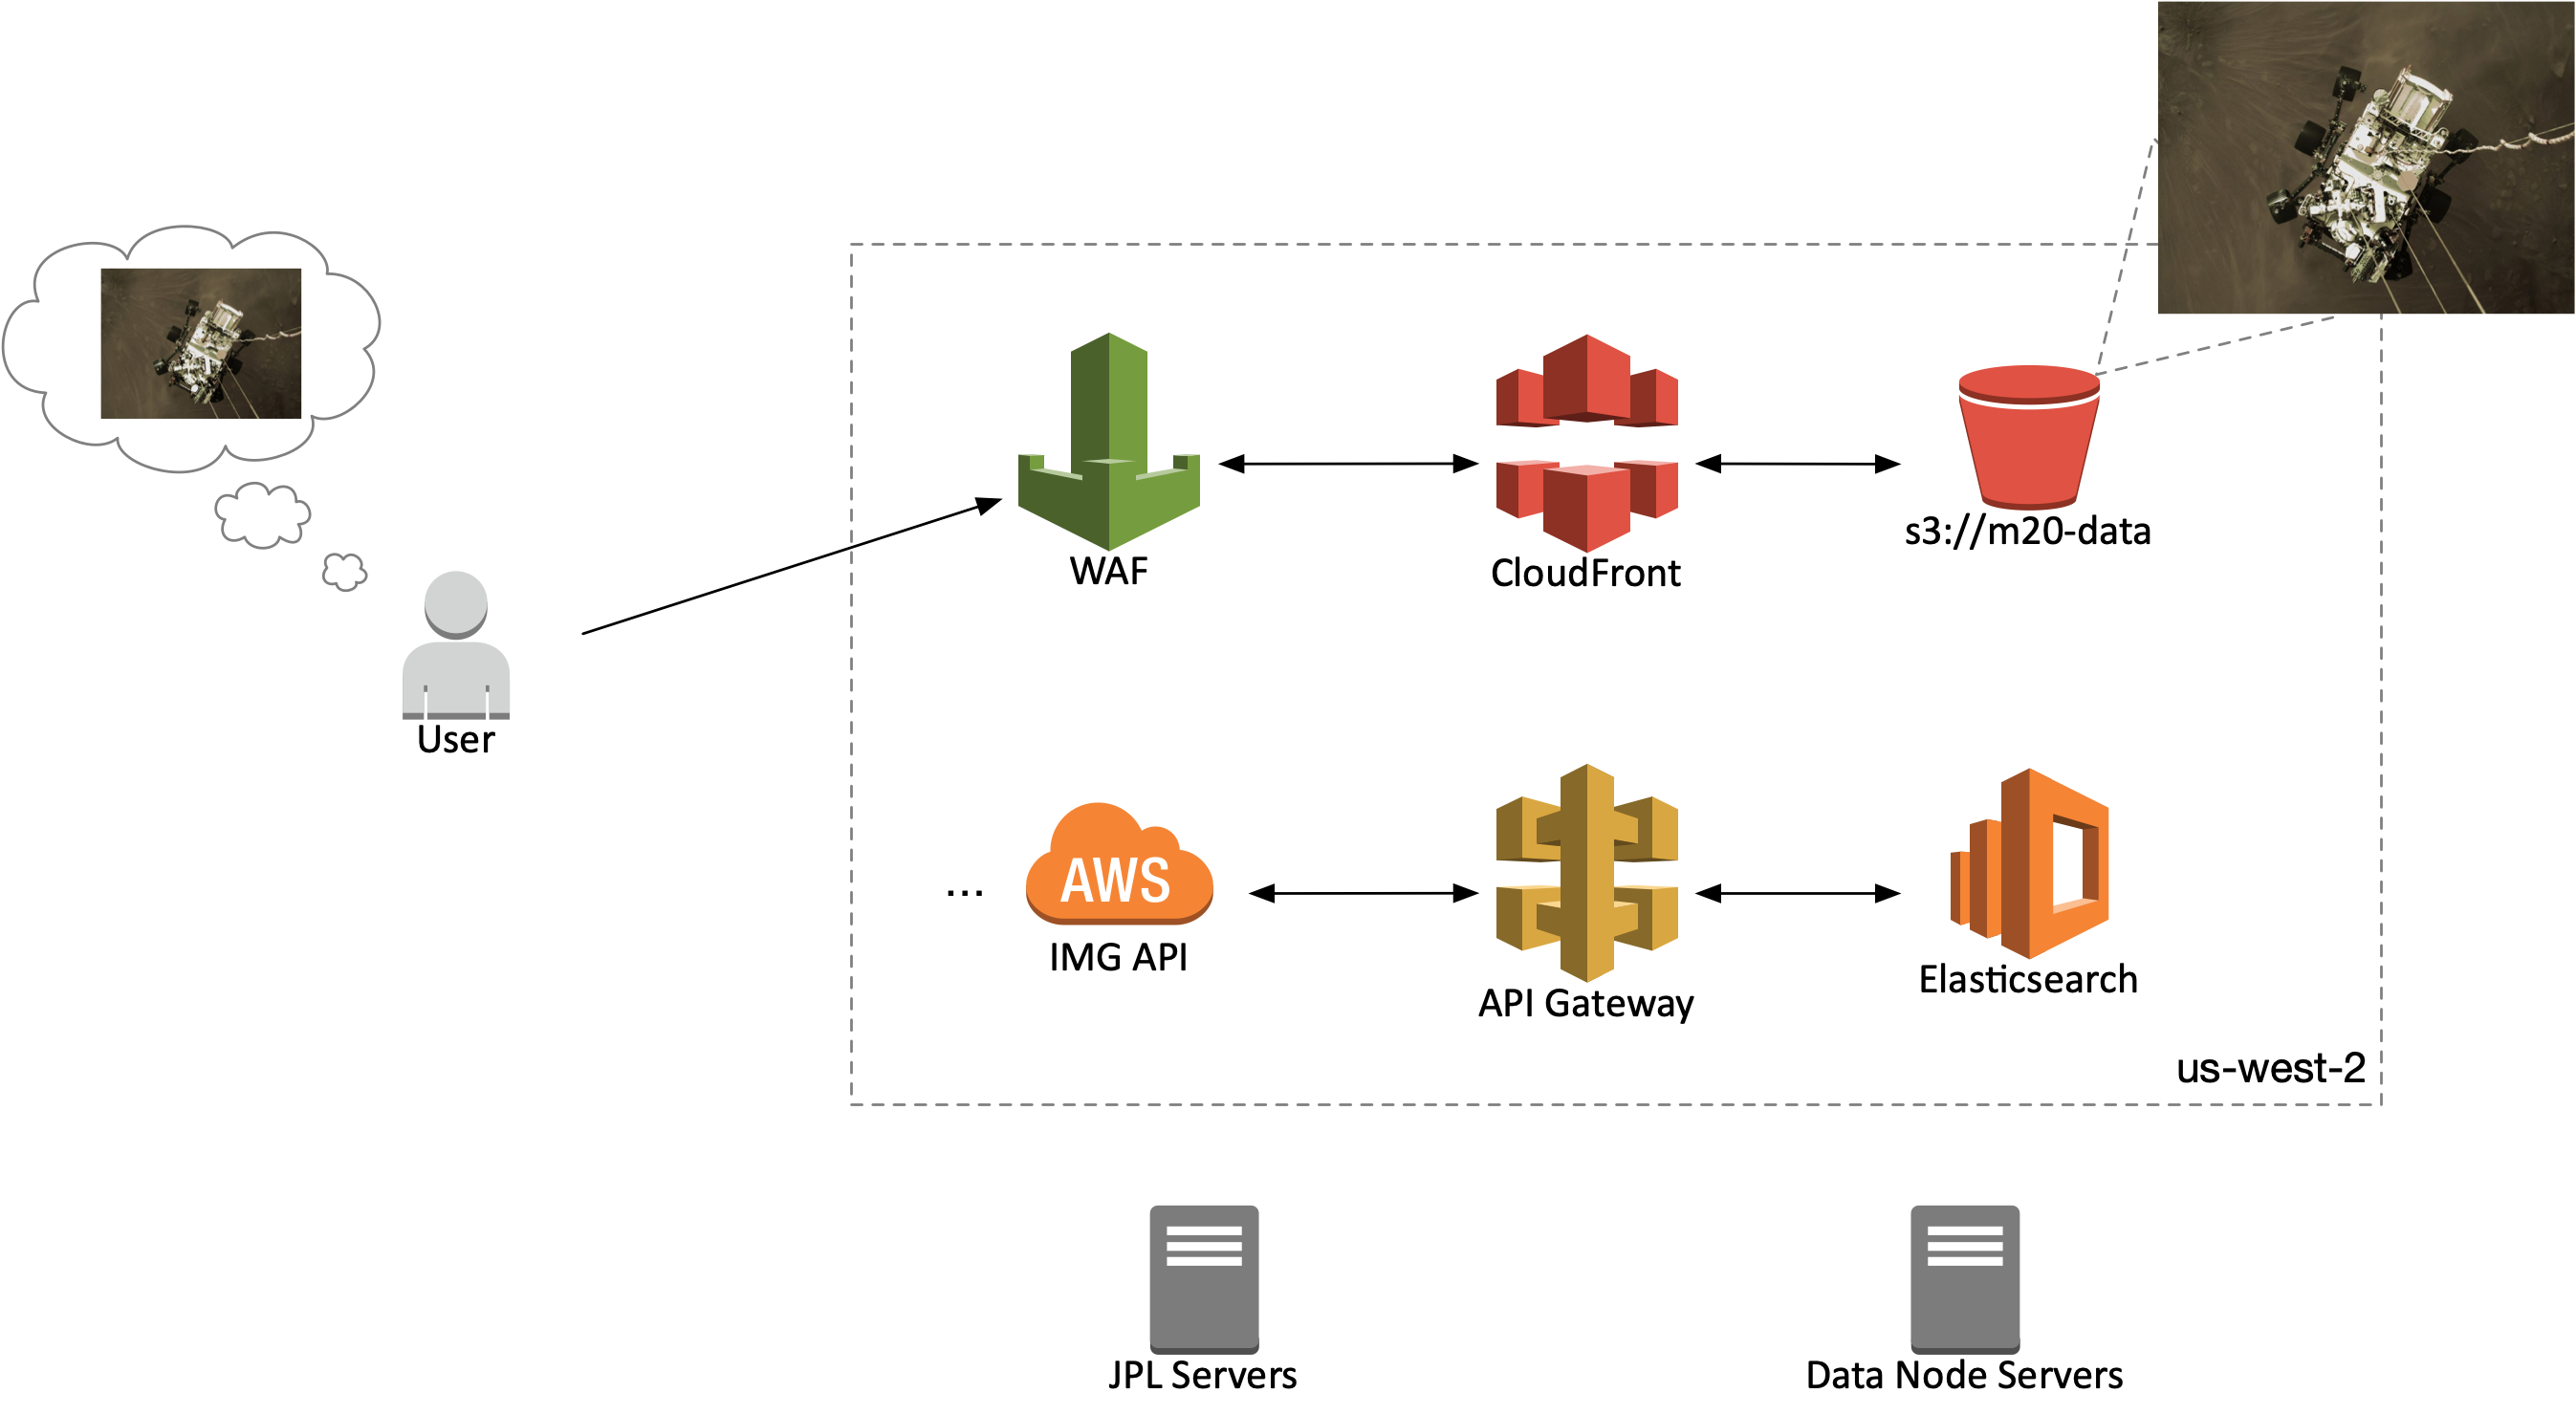 WAF
CloudFront
s3://m20-data
User
...
AWS
IMG API
API Gateway
Elasticsearch
us-west-2
JPL Servers
Data Node Servers